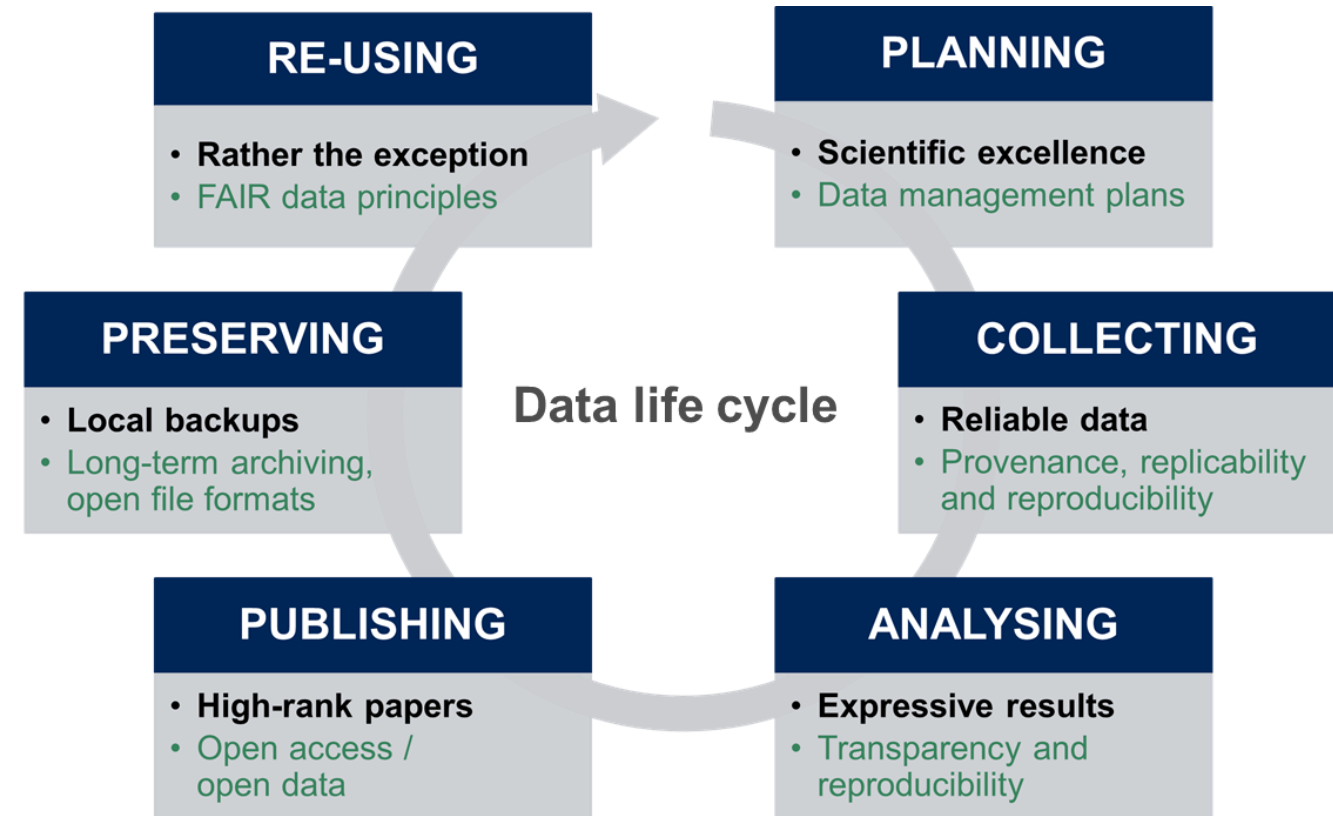 RE-USING
• Rather the exception
• FAIR data principles
PLANNING
• Scientific excellence
• Data management plans
PRESERVING
• Local backups
• Long-term archiving,
open file formats
Data life cycle
COLLECTING
• Reliable data
• Provenance, replicability
and reproducibility
PUBLISHING
• High-rank papers
• Open access /
open data
ANALYSING
• Expressive results
• Transparency and
reproducibility